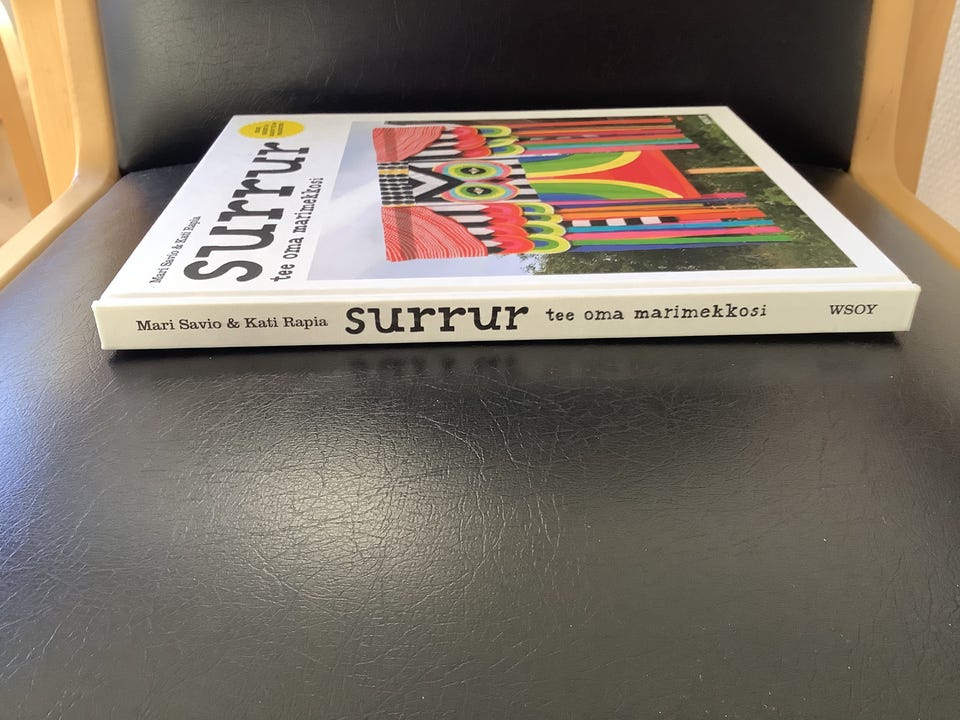 Mari Savio & Kati Rapia
surrur
tee oma marimekkosi
Mari Savio & Kati Rapia surrur tee oma marimekkosi WSOY